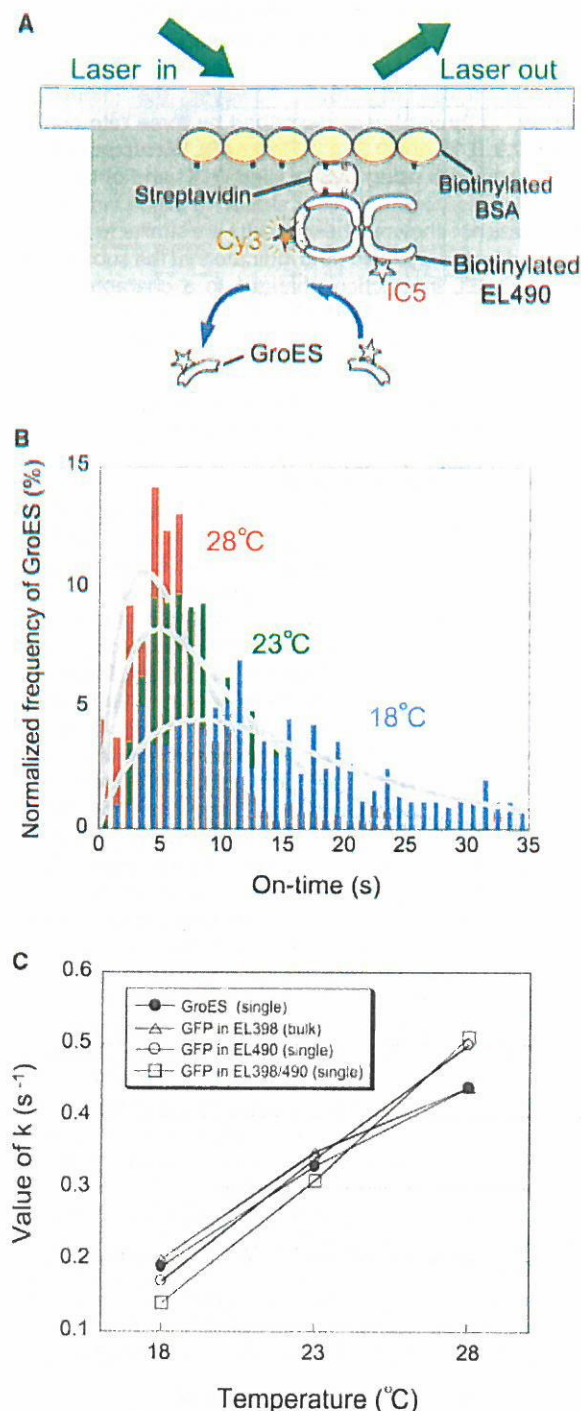 A
Laser in
Laser out
Streptavidin
Biotinylated
BSA
Cy3
Biotinylated
EL490
IC5
GroES
B
Normalized frequency of GroES (%)
15
10
5
0
28°C
23°C
18°C
0 5 10 15 20 25 30 35
On-time (s)
C
Value of k (s⁻¹)
0.6
0.5
0.4
0.3
0.2
0.1
GroES (single)
GFP in EL398 (bulk)
GFP in EL490 (single)
GFP in EL398/490 (single)
18 23 28
Temperature (°C)